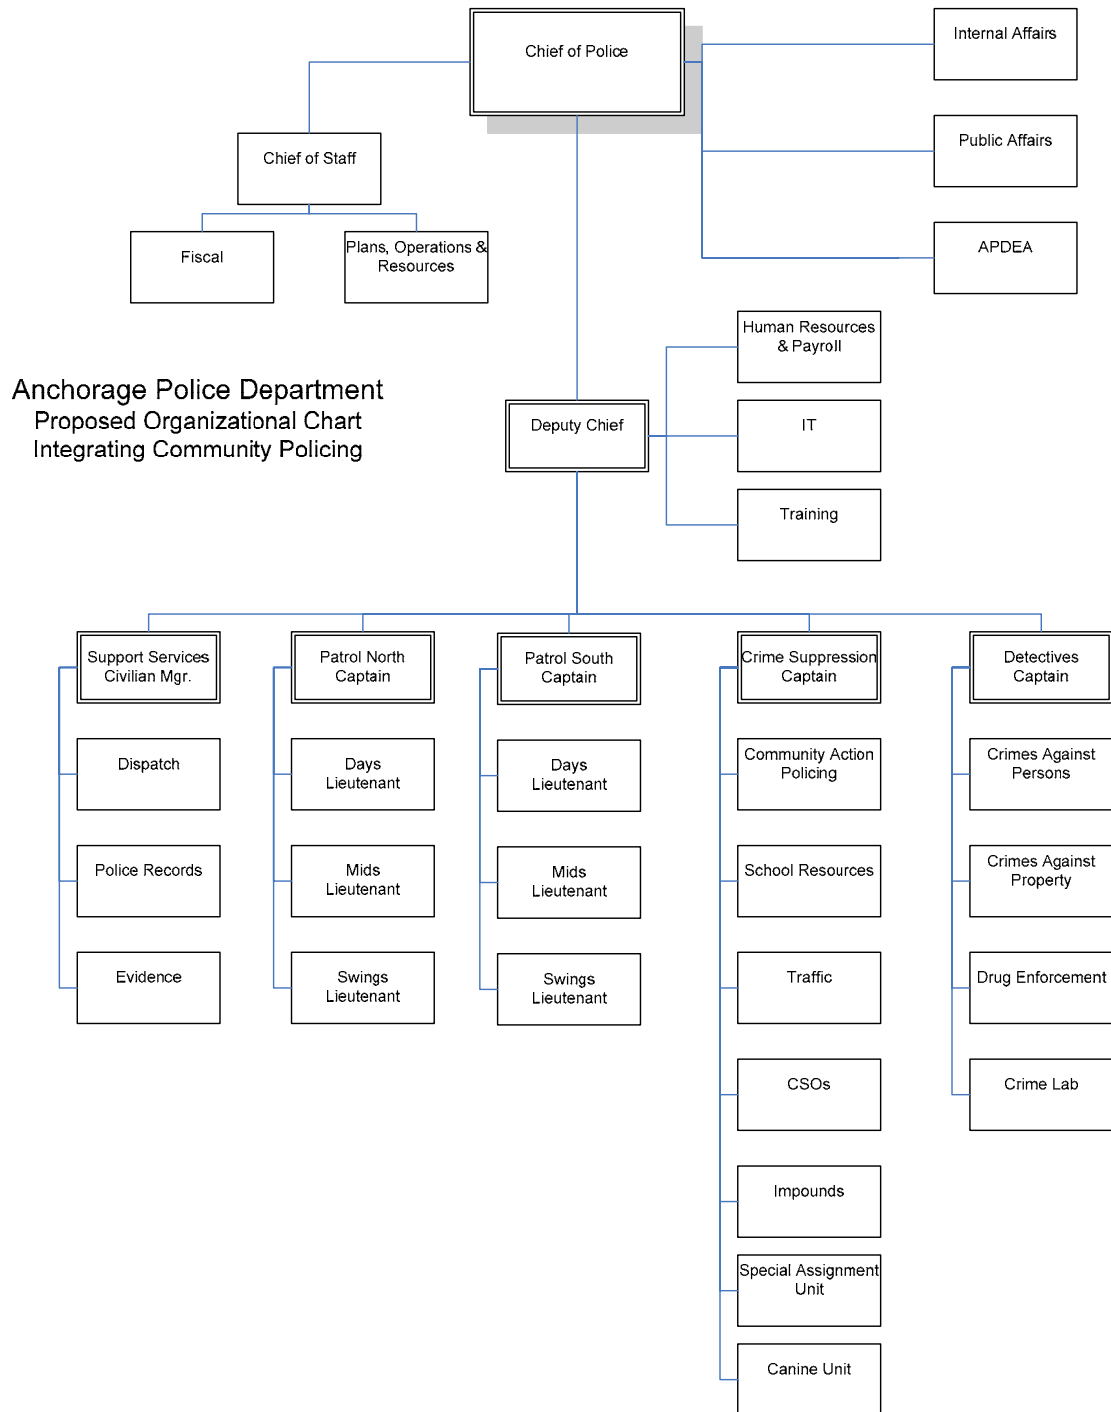 Chief of Police
Internal Affairs
Public Affairs
APDEA
Chief of Staff
Fiscal
Plans, Operations &
Resources
Anchorage Police Department
Proposed Organizational Chart
Integrating Community Policing
Deputy Chief
Human Resources
& Payroll
IT
Training
Support Services
Civilian Mgr.
Dispatch
Police Records
Evidence
Patrol North
Captain
Days
Lieutenant
Mids
Lieutenant
Swings
Lieutenant
Patrol South
Captain
Days
Lieutenant
Mids
Lieutenant
Swings
Lieutenant
Crime Suppression
Captain
Community Action
Policing
School Resources
Traffic
CSOs
Impounds
Special Assignment
Unit
Canine Unit
Detectives
Captain
Crimes Against
Persons
Crimes Against
Property
Drug Enforcement
Crime Lab